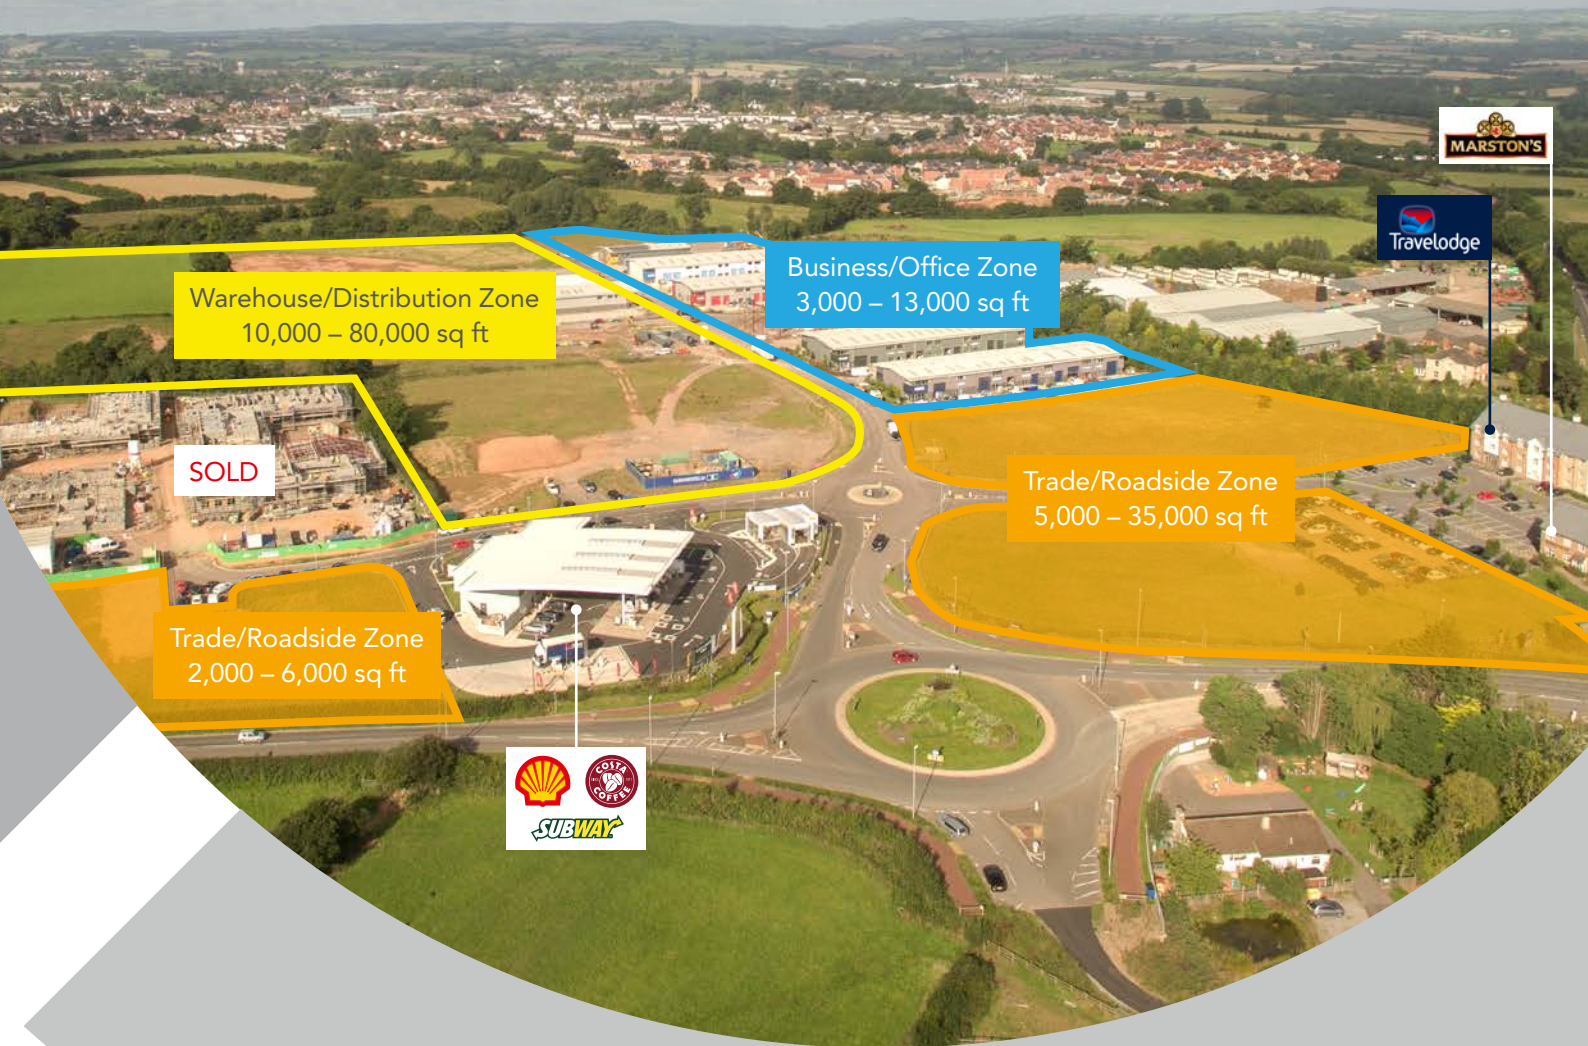 MARSTON'S
Travelodge
Business/Office Zone
3,000 – 13,000 sq ft
Warehouse/Distribution Zone
10,000 – 80,000 sq ft
SOLD
Trade/Roadside Zone
5,000 – 35,000 sq ft
Trade/Roadside Zone
2,000 – 6,000 sq ft
COSTA
COFFEE
SUBWAY